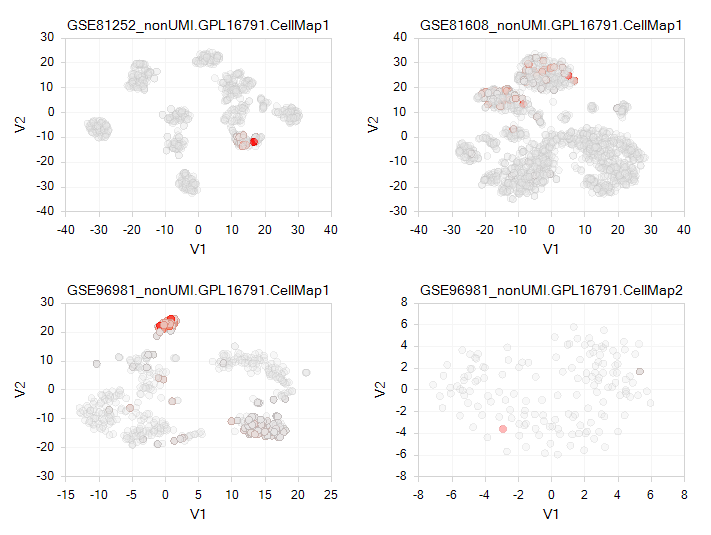 GSE81252_nonUMI.GPL16791.CellMap1
30
20
10
0
-10
-20
-30
-40
V2
-40 -30 -20 -10 0 10 20 30 40
V1
GSE81608_nonUMI.GPL16791.CellMap1
40
30
20
10
0
-10
-20
-30
V2
-40 -30 -20 -10 0 10 20 30 40
V1
GSE96981_nonUMI.GPL16791.CellMap1
30
20
10
0
-10
-20
-30
V2
-15 -10 -5 0 5 10 15 20 25
V1
GSE96981_nonUMI.GPL16791.CellMap2
8
6
4
2
0
-2
-4
-6
-8
V2
-8 -6 -4 -2 0 2 4 6 8
V1